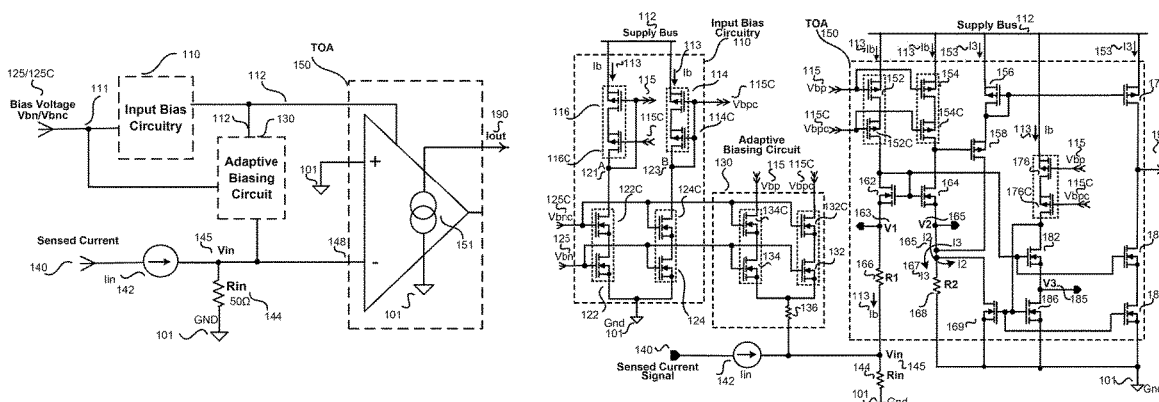 110
TOA
125/125C
150
Bias Voltage
Vbn/Vbnc
111
112
190
Input Bias
Circuitry
112
130
Iout
Adaptive
Biasing
Circuit
101
+
151
Sensed Current
145
Vin
148
-
140
Iin
142
Rin
50Ω
144
GND
101
101
112
Supply Bus
Input Bias
Circuitry
110
113
113
Ib
Ib
115
114
115C
Vbpc
116
115C
114C
116C
A
B
121
123
Adaptive
Biasing Circuit
115
115C
130
Vbp
Vbpc
125C
122C
124C
Vbnc
134C
132C
125
Vbn
134
132
122
124
136
Gnd
101
140
Sensed Current
Signal
142
Iin
TOA
150
Supply Bus
112
113
Ib
113
Ib
153
I3
153
I3
115
Vbp
152
154
156
115C
Vbpc
154C
152C
158
113
Ib
115
Vbp
176
115C
176C
Vbpc
162
164
163
V1
V2
165
165
I2
I3
182
166
R1
167
I3
I2
R2
V3
185
113
Ib
168
169
186
Vin
145
144
Rin
101
Gnd
101
Gnd